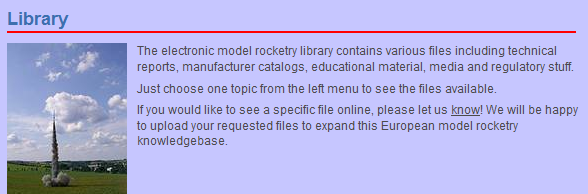 Library
The electronic model rocketry library contains various files including technical
reports, manufacturer catalogs, educational material, media and regulatory stuff.
Just choose one topic from the left menu to see the files available.
If you would like to see a specific file online, please let us know! We will be happy
to upload your requested files to expand this European model rocketry
knowledgebase.